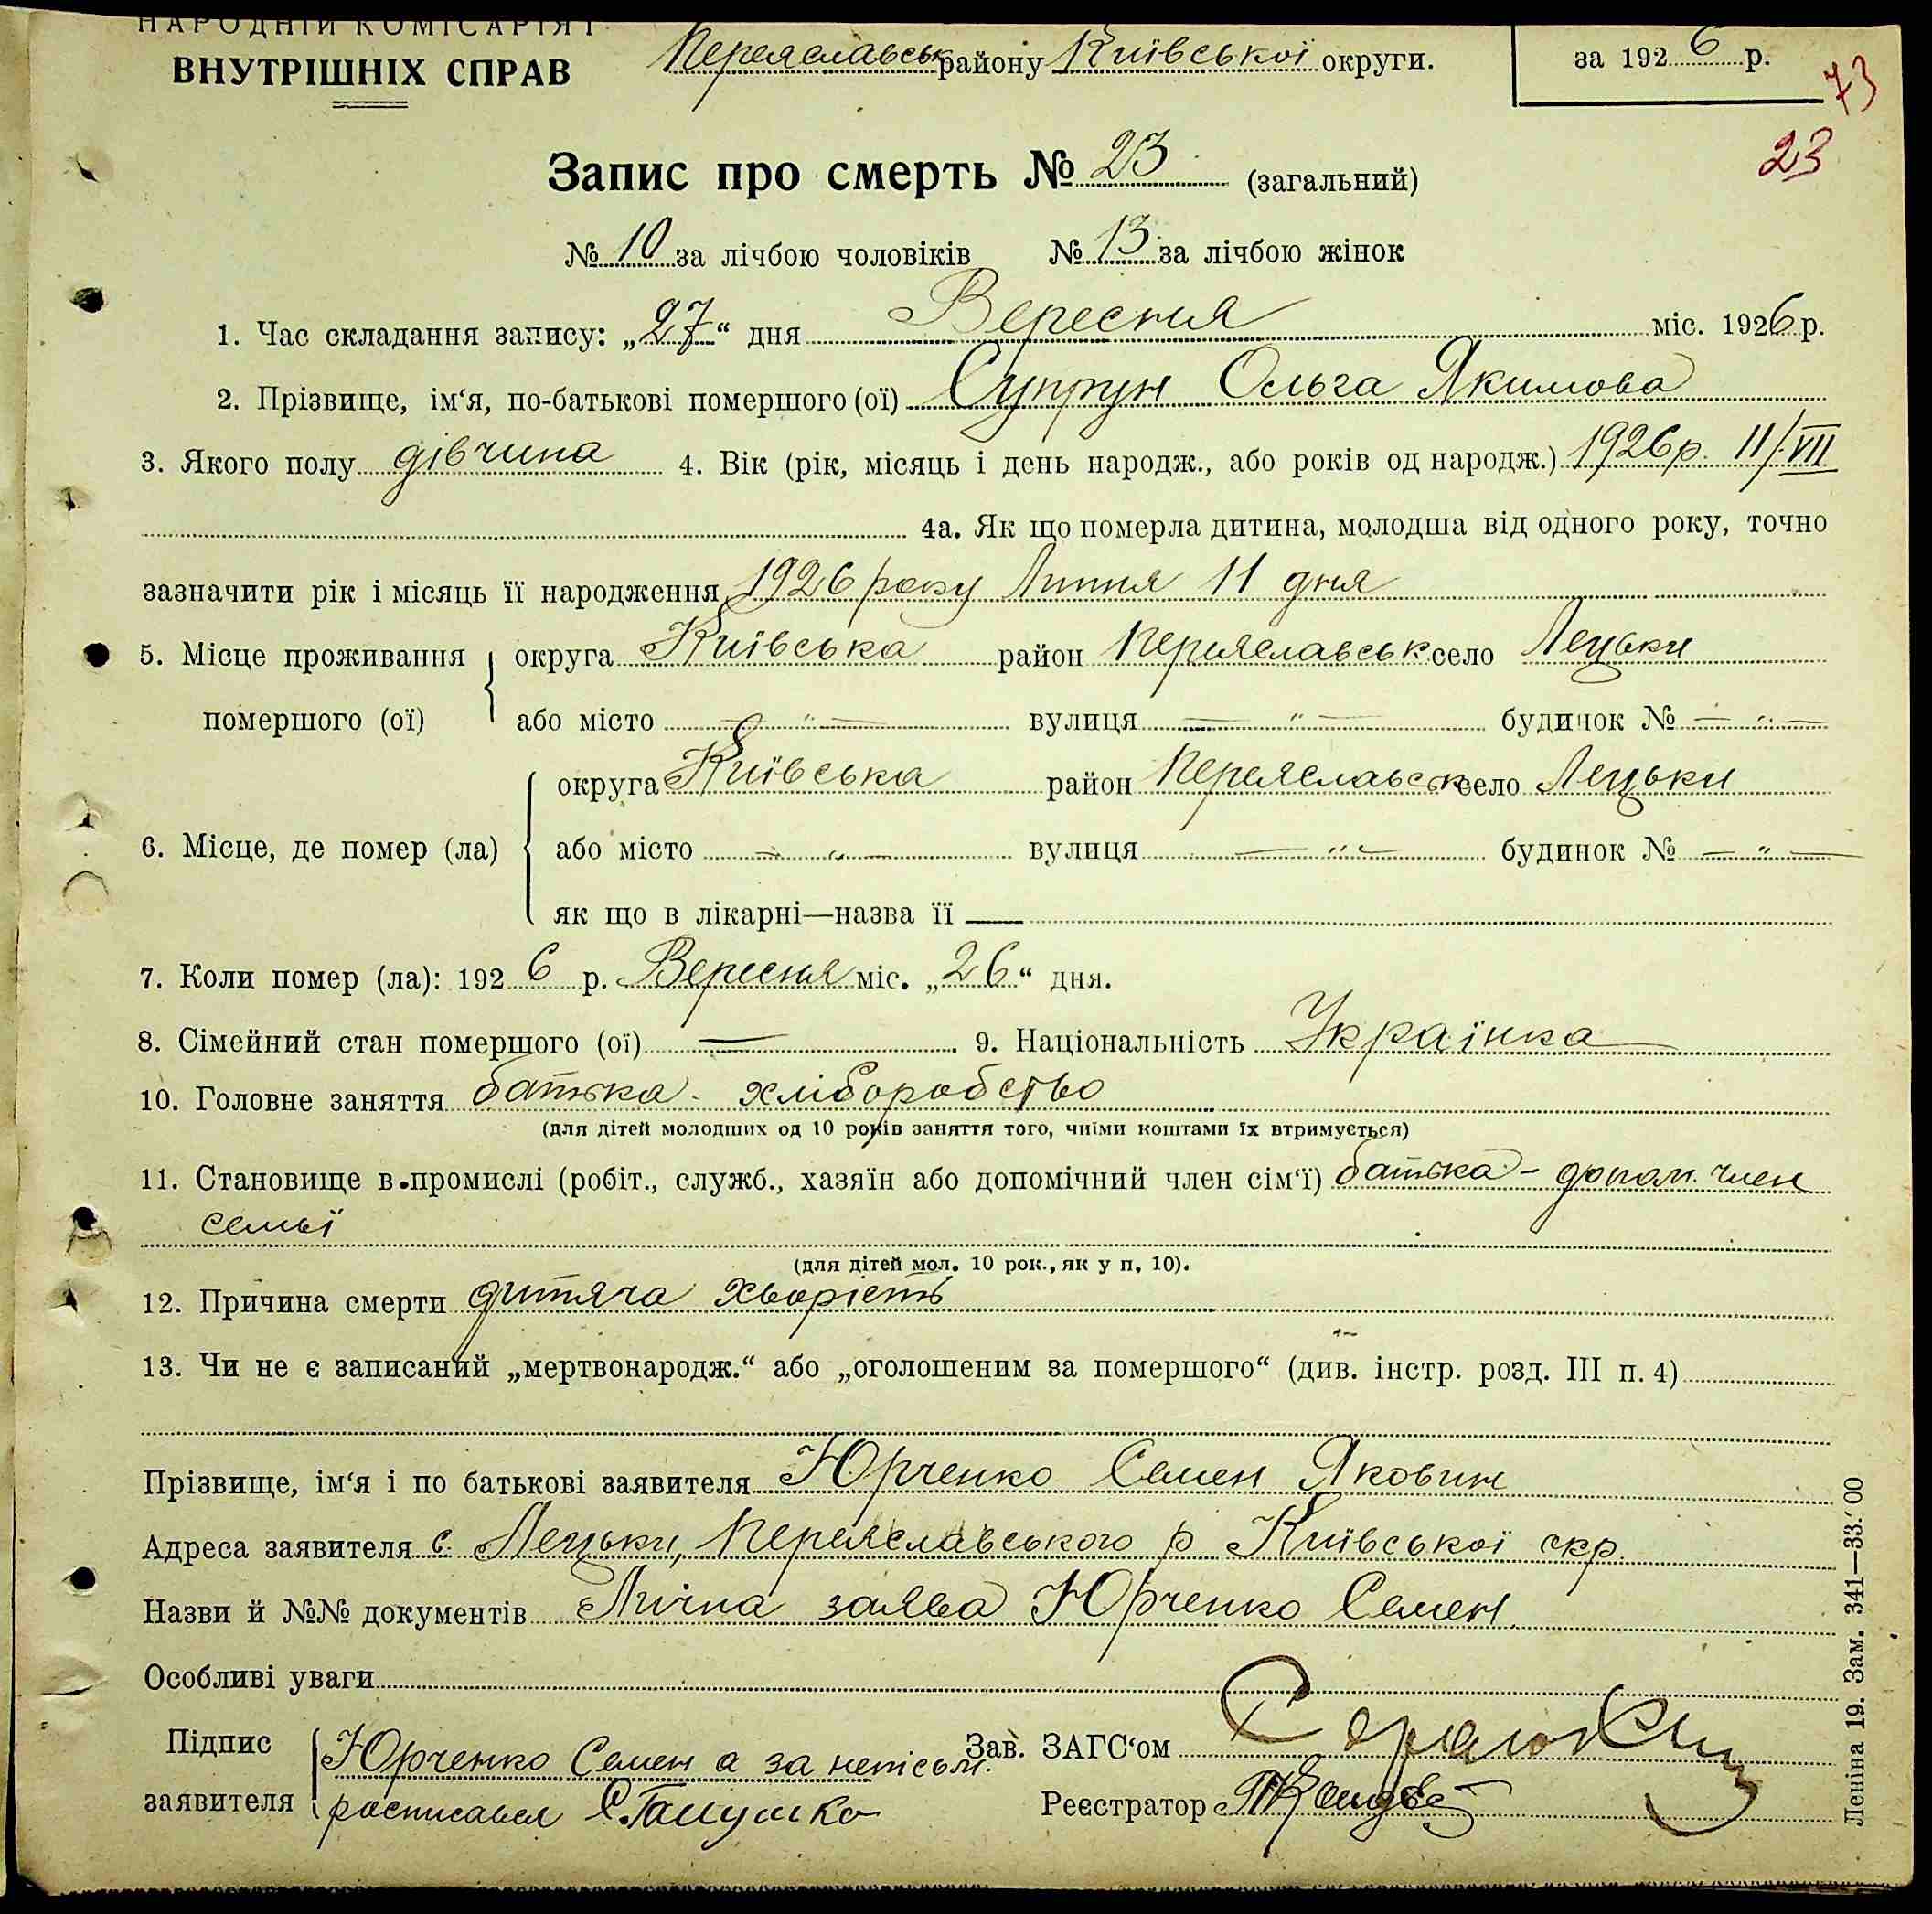 НАРОДНІЙ КОМІСАРІЯТ
ВНУТРІШНІХ СПРАВ
Переяславськ району Київської округи.
за 1926 р.
73
23
Запис про смерть № 23 (загальний)
№ 10 за лічбою чоловіків № 13 за лічбою жінок
1. Час складання запису: „27“ дня Вересня міс. 1926 р.
2. Прізвище, ім‘я, по-батькові помершого (ої) Супрун Ольга Якимова
3. Якого полу дівчина 4. Вік (рік, місяць і день народж., або років од народж.) 1926 р. 11/VII
4а. Як що померла дитина, молодша від одного року, точно
зазначити рік і місяць її народження 1926 року Липня 11 дня
5. Місце проживання помершого (ої) округа Київська район Переяславськ село Лецьки
або місто — „ — вулиця — „ — будинок № — „ —
6. Місце, де помер (ла) округа Київська район Переяславськ село Лецьки
або місто — „ — вулиця — „ — будинок № — „ —
як що в лікарні—назва її —
7. Коли помер (ла): 1926 р. Вересня міс. „26“ дня.
8. Сімейний стан помершого (ої) — 9. Національність Українка
10. Головне заняття батька - хліборобство
(для дітей молодших од 10 років заняття того, чиїми коштами їх втримується)
11. Становище в промислі (робіт., служб., хазяїн або допомічний член сім‘ї) батька - допом. член
семьї
(для дітей мол. 10 рок., як у п. 10).
12. Причина смерти дитяча хворість
13. Чи не є записаний „мертвонародж.“ або „оголошеним за помершого“ (див. інстр. розд. III п. 4)
Прізвище, ім‘я і по батькові заявителя Юрченко Семен Якович
Адреса заявителя с. Лецьки, Переяславського р Київської окр.
Назви й №№ документів Лична заява Юрченко Семен.
Особливі уваги
Підпис заявителя Юрченко Семен а за неписьм.
росписався
Зав. ЗАГС‘ом
Реєстратор
Леніна 19. Зам. 341—33.000